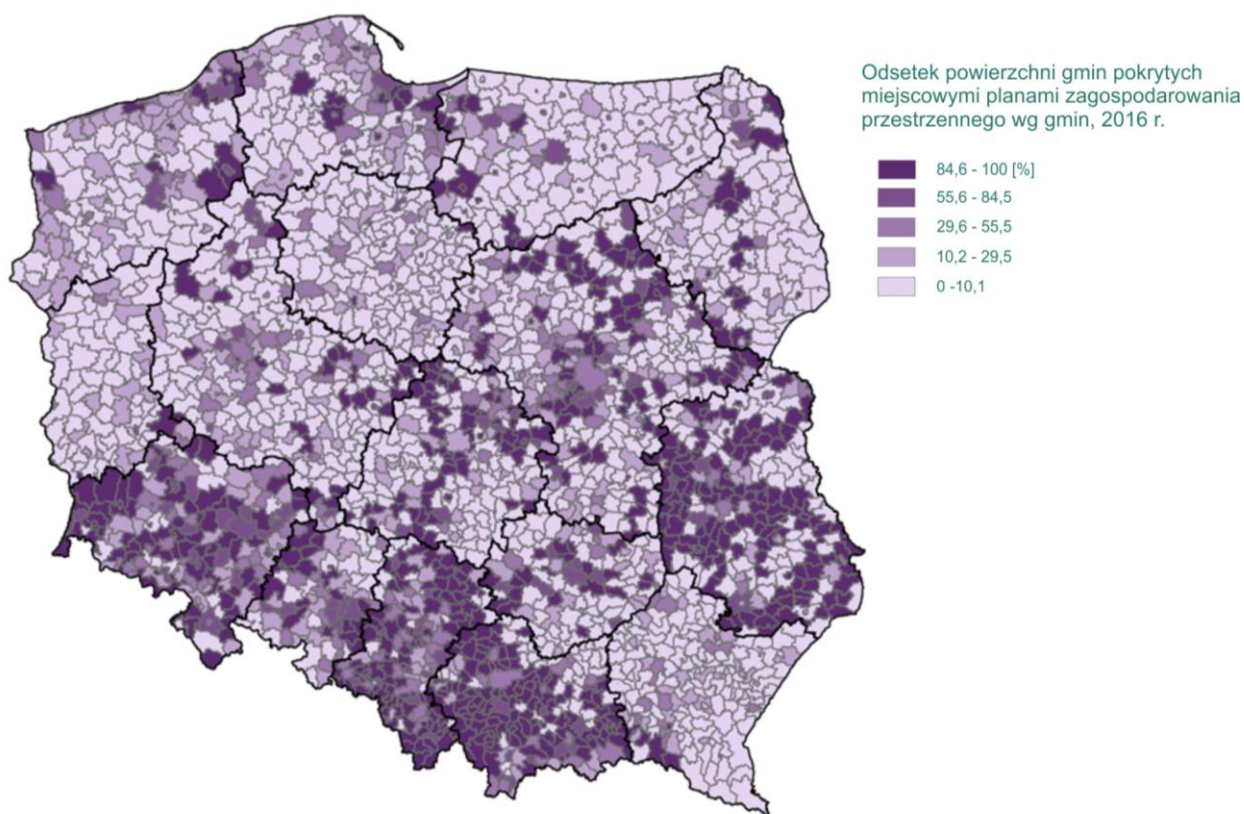 Odsetek powierzchni gmin pokrytych
miejscowymi planami zagospodarowania
przestrzennego wg gmin, 2016 r.
84,6 - 100 [%]
55,6 - 84,5
29,6 - 55,5
10,2 - 29,5
0 -10,1